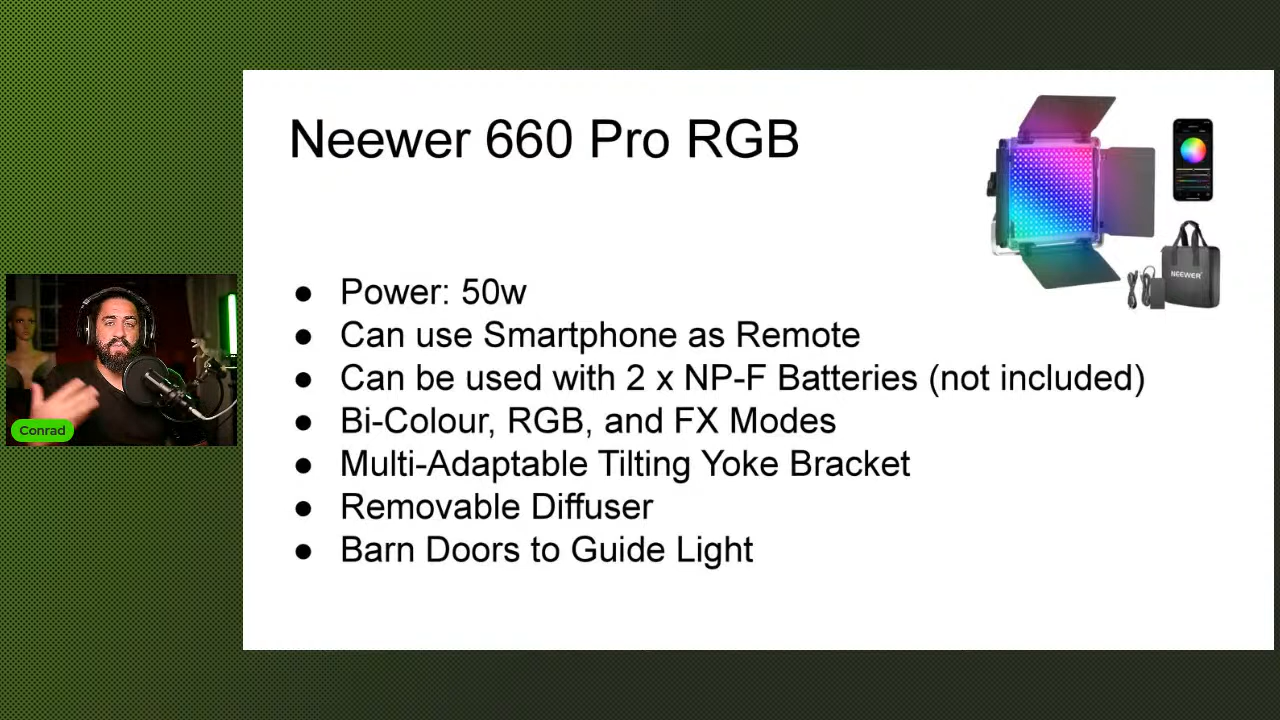 Neewer 660 Pro RGB
NEEWER
● Power: 50w
● Can use Smartphone as Remote
● Can be used with 2 x NP-F Batteries (not included)
● Bi-Colour, RGB, and FX Modes
● Multi-Adaptable Tilting Yoke Bracket
● Removable Diffuser
● Barn Doors to Guide Light
Conrad